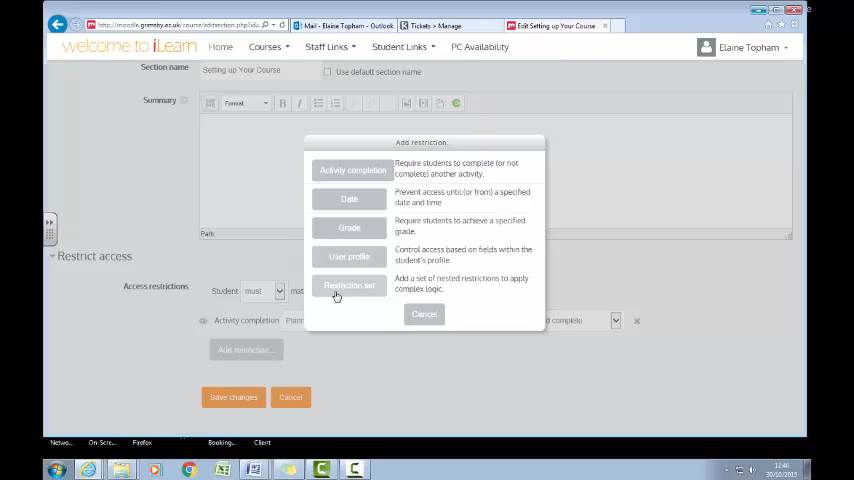 http://moodle.grimsby.ac.uk/course/editsection.php?id=
Mail - Elaine Topham - Outlook
Tickets > Manage
Edit Setting up Your Course
welcome to iLearn
Home
Courses
Staff Links
Student Links
PC Availability
Elaine Topham
Section name
Setting up Your Course
Use default section name
Summary
Format
B
I
Add restriction...
Activity completion
Require students to complete (or not
complete) another activity.
Date
Prevent access until (or from) a specified
date and time.
Grade
Require students to achieve a specified
grade.
User profile
Control access based on fields within the
student's profile.
Restriction set
Add a set of nested restrictions to apply
complex logic.
Cancel
Path:
Restrict access
Access restrictions
Student
must
Activity completion
d complete
Add restriction...
Save changes
Cancel
Netwo...
On-Scre...
Firefox
Booking...
Client
12:46
30/10/2015